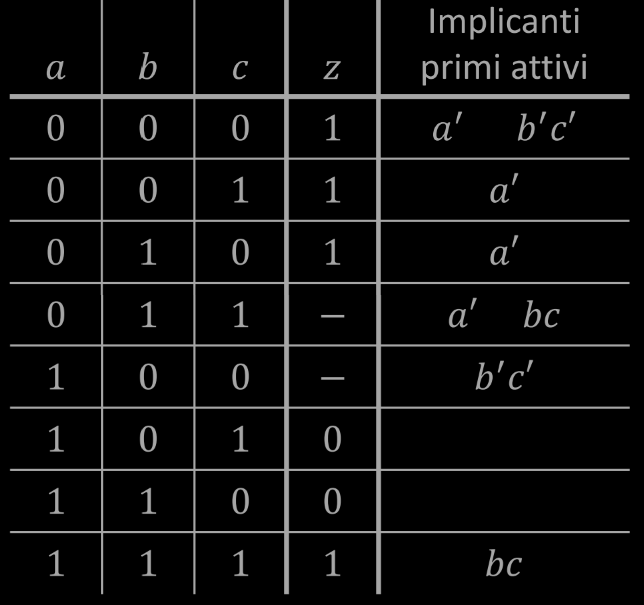 Implicanti
a b c z primi attivi
0 0 0 1 a′ b′c′
0 0 1 1 a′
0 1 0 1 a′
0 1 1 − a′ bc
1 0 0 − b′c′
1 0 1 0
1 1 0 0
1 1 1 1 bc